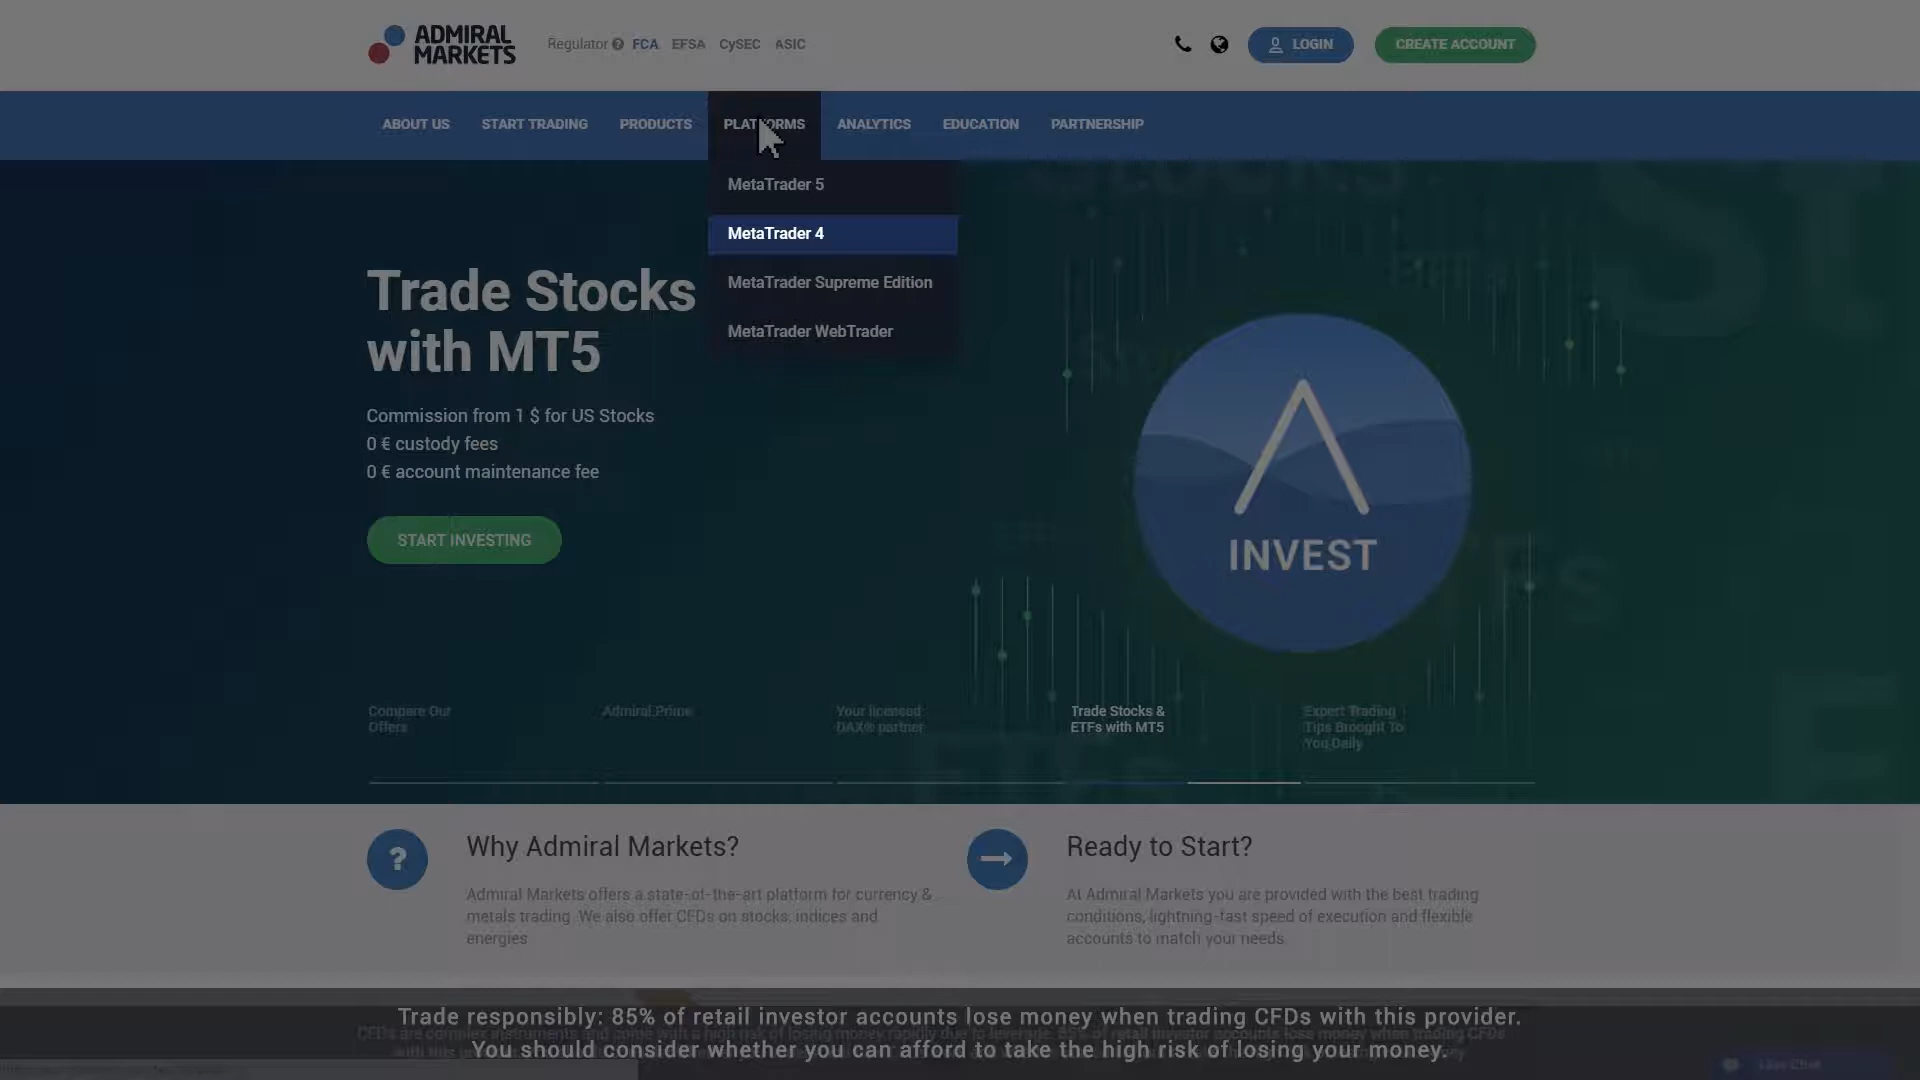 ADMIRAL
MARKETS
Regulator FCA EFSA CySEC ASIC
LOGIN
CREATE ACCOUNT
ABOUT US START TRADING PRODUCTS PLATFORMS ANALYTICS EDUCATION PARTNERSHIP
MetaTrader 5
MetaTrader 4
MetaTrader Supreme Edition
MetaTrader WebTrader
Trade Stocks
with MT5
Commission from 1 $ for US Stocks
0 € custody fees
0 € account maintenance fee
START INVESTING
INVEST
Compare Our
Offers
Admiral.Prime
Your licensed
DAX® partner
Trade Stocks &
ETFs with MT5
Expert Trading
Tips Brought To
You Daily
Why Admiral Markets?
Admiral Markets offers a state-of-the-art platform for currency &
metals trading. We also offer CFDs on stocks, indices and
energies
Ready to Start?
At Admiral Markets you are provided with the best trading
conditions, lightning-fast speed of execution and flexible
accounts to match your needs
Trade responsibly: 85% of retail investor accounts lose money when trading CFDs with this provider.
You should consider whether you can afford to take the high risk of losing your money.
Live Chat